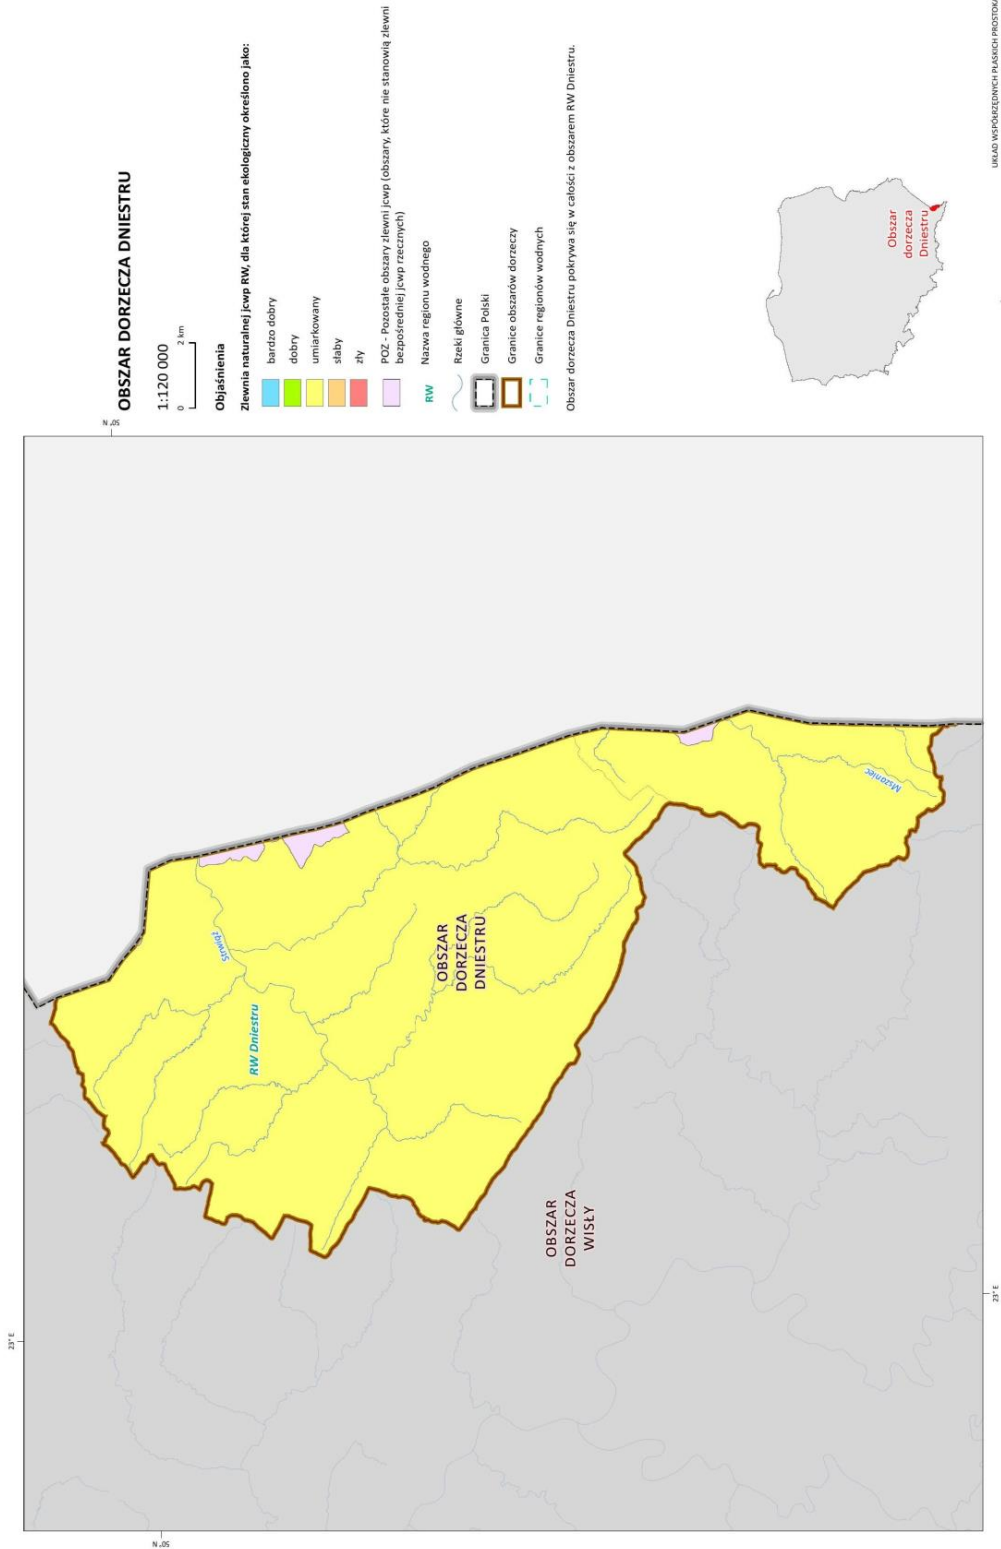 OBSZAR DORZECZA DNIESTRU
1:120 000
0 2 km
Objaśnienia
Zlewnia naturalnej jcwp RW, dla której stan ekologiczny określono jako:
bardzo dobry
dobry
umiarkowany
słaby
zły
POZ - Pozostałe obszary zlewni jcwp (obszary, które nie stanowią zlewni
bezpośredniej jcwp rzecznych)
RW Nazwa regionu wodnego
Rzeki główne
Granica Polski
Granice obszarów dorzeczy
Granice regionów wodnych
Obszar dorzecza Dniestru pokrywa się w całości z obszarem RW Dniestru.
Obszar
dorzecza
Dniestru
UKŁAD WSPÓŁRZĘDNYCH PŁASKICH
23° E
50° N
50° N
23° E
Strwiąż
RW Dniestru
OBSZAR
DORZECZA
DNIESTRU
Mszaniec
OBSZAR
DORZECZA
WISŁY